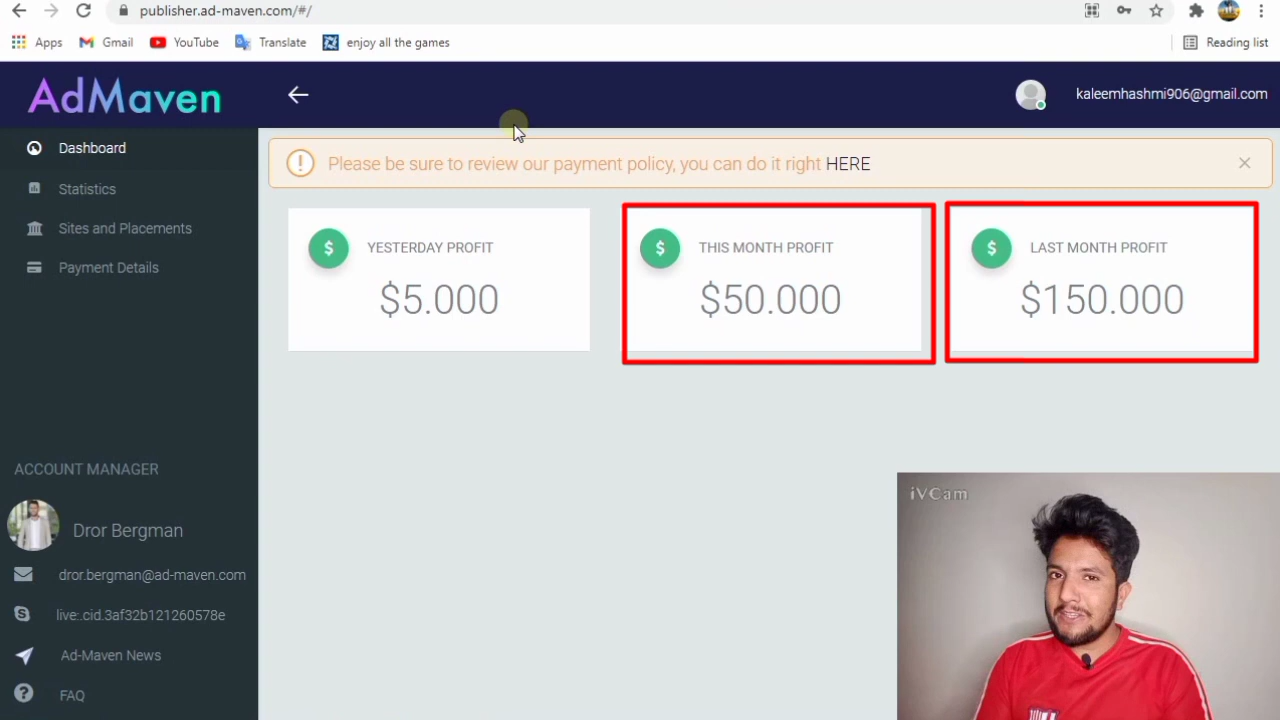 publisher.ad-maven.com/#/
Apps Gmail YouTube Translate enjoy all the games Reading list
AdMaven
kaleemhashmi906@gmail.com
Dashboard
Statistics
Sites and Placements
Payment Details
Please be sure to review our payment policy, you can do it right HERE
YESTERDAY PROFIT
$5.000
THIS MONTH PROFIT
$50.000
LAST MONTH PROFIT
$150.000
ACCOUNT MANAGER
Dror Bergman
dror.bergman@ad-maven.com
live:.cid.3af32b121260578e
Ad-Maven News
FAQ
iVCam